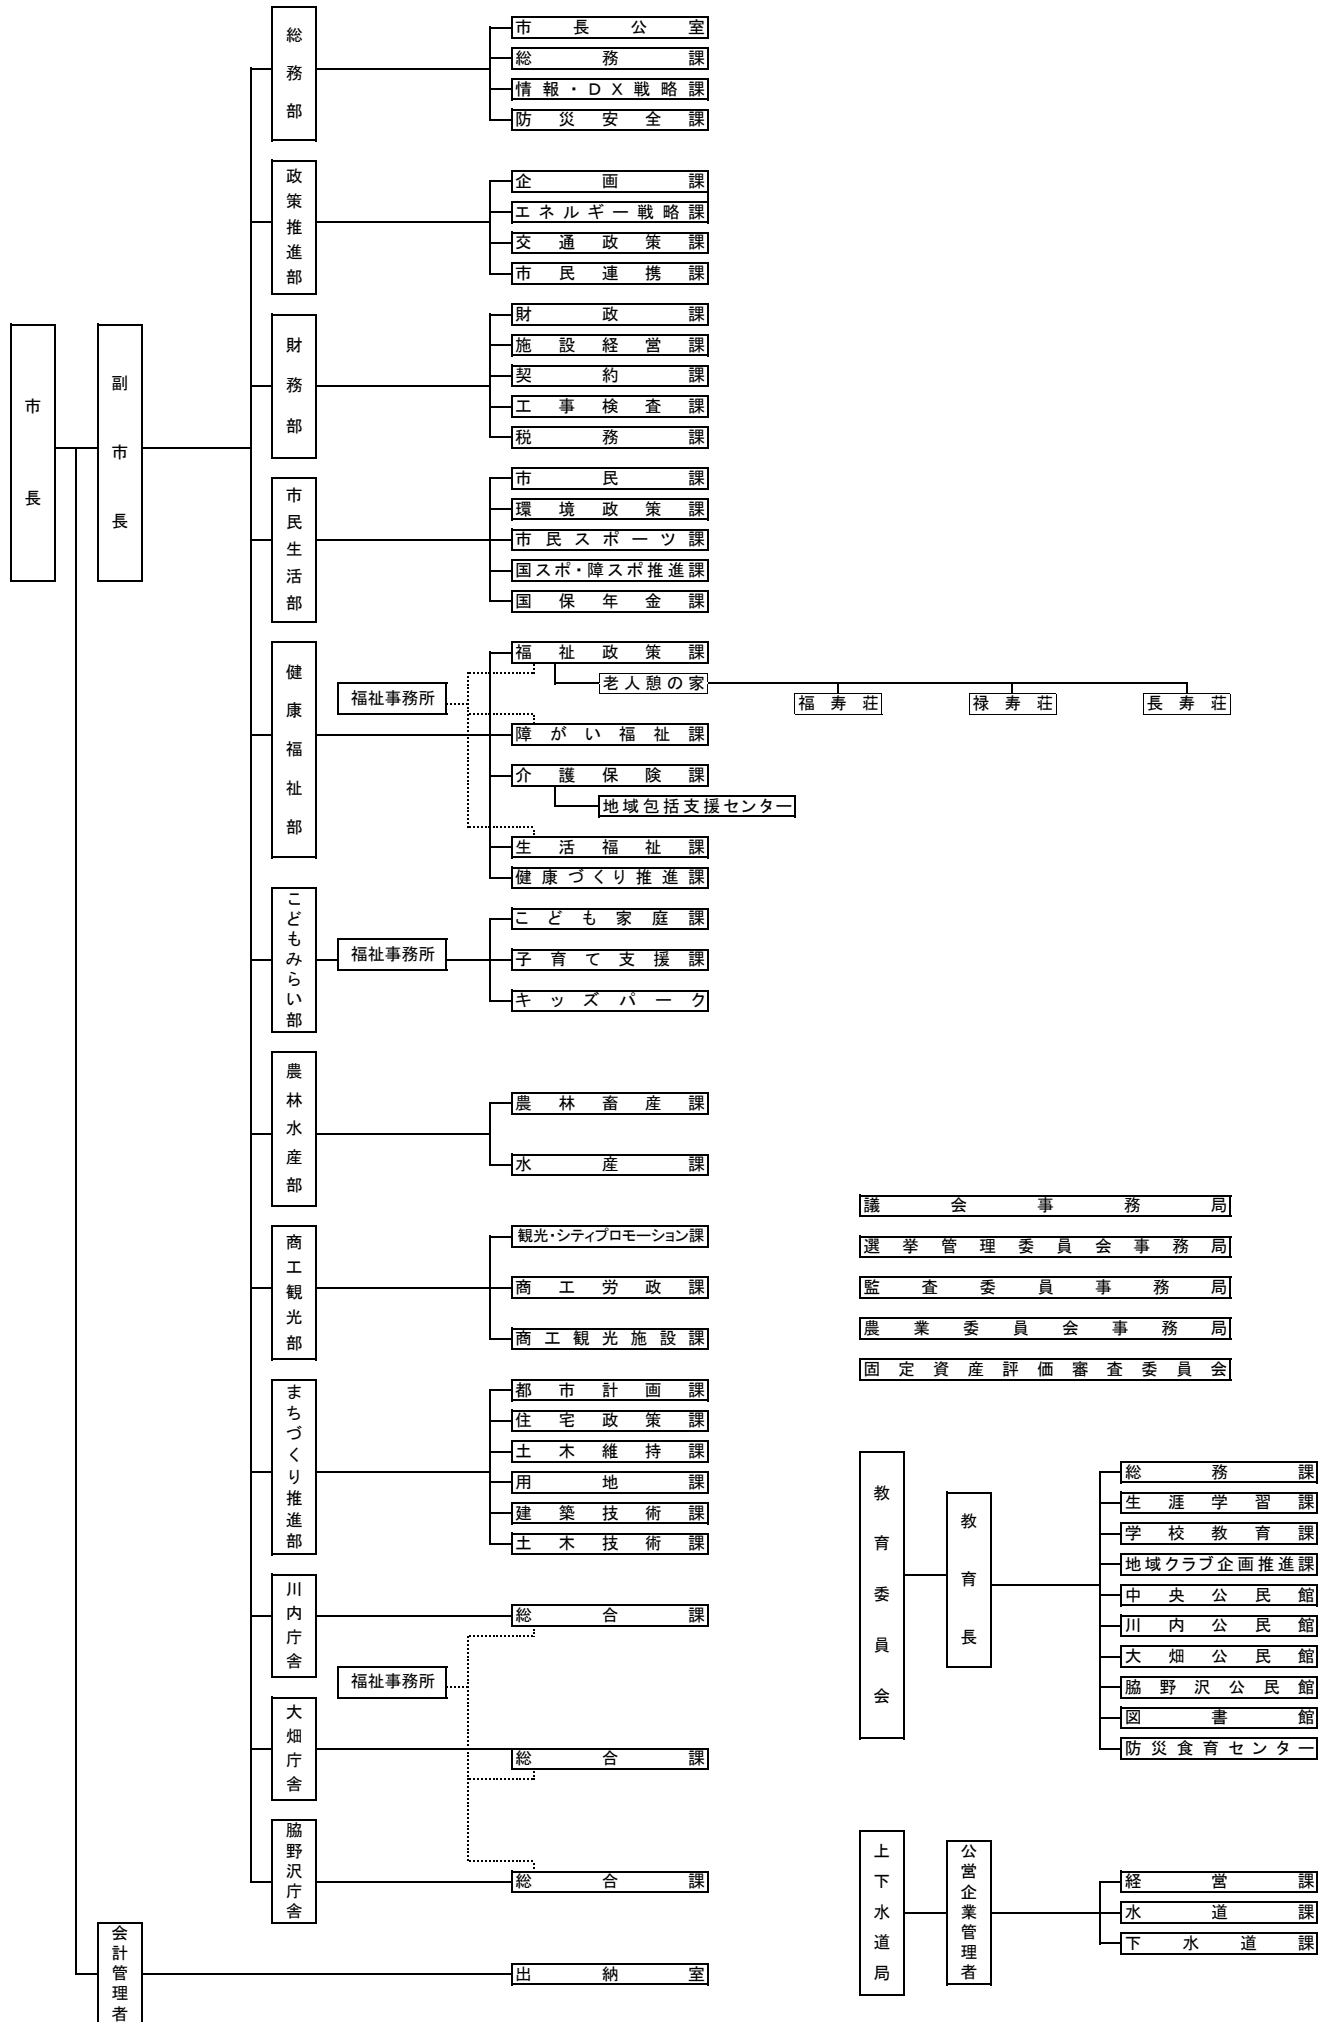 市長
副市長
総務部
市長公室
総務課
情報・DX戦略課
防災安全課
政策推進部
企画課
エネルギー戦略課
交通政策課
市民連携課
財務部
財政課
施設経営課
契約課
工事検査課
税務課
市民生活部
市民課
環境政策課
市民スポーツ課
国スポ・障スポ推進課
国保年金課
健康福祉部
福祉事務所
福祉政策課
老人憩の家
福寿荘
禄寿荘
長寿荘
障がい福祉課
介護保険課
地域包括支援センター
生活福祉課
健康づくり推進課
こどもみらい部
福祉事務所
こども家庭課
子育て支援課
キッズパーク
農林水産部
農林畜産課
水産課
商工観光部
観光・シティプロモーション課
商工労政課
商工観光施設課
まちづくり推進部
都市計画課
住宅政策課
土木維持課
用地課
建築技術課
土木技術課
川内庁舎
総合課
福祉事務所
大畑庁舎
総合課
脇野沢庁舎
総合課
会計管理者
出納室
議会事務局
選挙管理委員会事務局
監査委員事務局
農業委員会事務局
固定資産評価審査委員会
教育委員会
教育長
総務課
生涯学習課
学校教育課
地域クラブ企画推進課
中央公民館
川内公民館
大畑公民館
脇野沢公民館
図書館
防災食育センター
上下水道局
公営企業管理者
経営課
水道課
下水道課